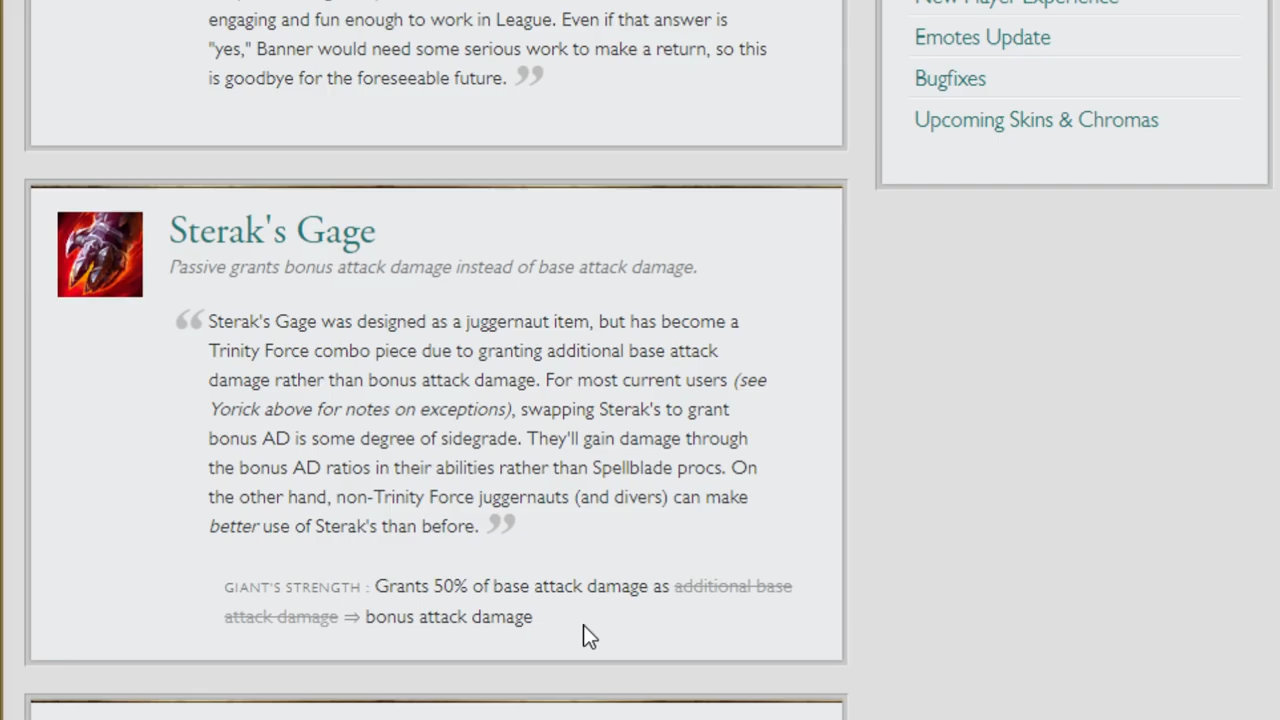 engaging and fun enough to work in League. Even if that answer is
"yes," Banner would need some serious work to make a return, so this
is goodbye for the foreseeable future. ”
New Player Experience
Emotes Update
Bugfixes
Upcoming Skins & Chromas
Sterak's Gage
Passive grants bonus attack damage instead of base attack damage.
“ Sterak's Gage was designed as a juggernaut item, but has become a
Trinity Force combo piece due to granting additional base attack
damage rather than bonus attack damage. For most current users (see
Yorick above for notes on exceptions), swapping Sterak's to grant
bonus AD is some degree of sidegrade. They'll gain damage through
the bonus AD ratios in their abilities rather than Spellblade procs. On
the other hand, non-Trinity Force juggernauts (and divers) can make
better use of Sterak's than before. ”
GIANT'S STRENGTH : Grants 50% of base attack damage as additional base
attack damage ⇒ bonus attack damage